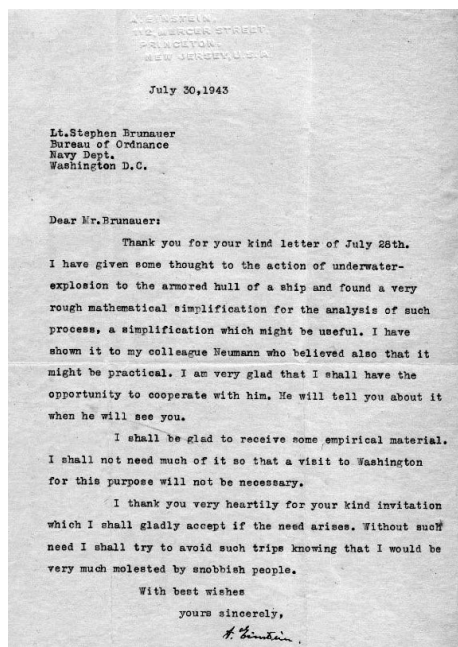 A. EINSTEIN,
112, MERCER STREET,
PRINCETON,
NEW JERSEY, U.S.A.
July 30,1943
Lt.Stephen Brunauer
Bureau of Ordnance
Navy Dept.
Washington D.C.
Dear Mr.Brunauer:
Thank you for your kind letter of July 28th.
I have given some thought to the action of underwater-
explosion to the armored hull of a ship and found a very
rough mathematical simplification for the analysis of such
process, a simplification which might be useful. I have
shown it to my colleague Neumann who believed also that it
might be practical. I am very glad that I shall have the
opportunity to cooperate with him. He will tell you about it
when he will see you.
I shall be glad to receive some empirical material.
I shall not need much of it so that a visit to Washington
for this purpose will not be necessary.
I thank you very heartily for your kind invitation
which I shall gladly accept if the need arises. Without such
need I shall try to avoid such trips knowing that I would be
very much molested by snobbish people.
With best wishes
yours sincerely,
A. Einstein.